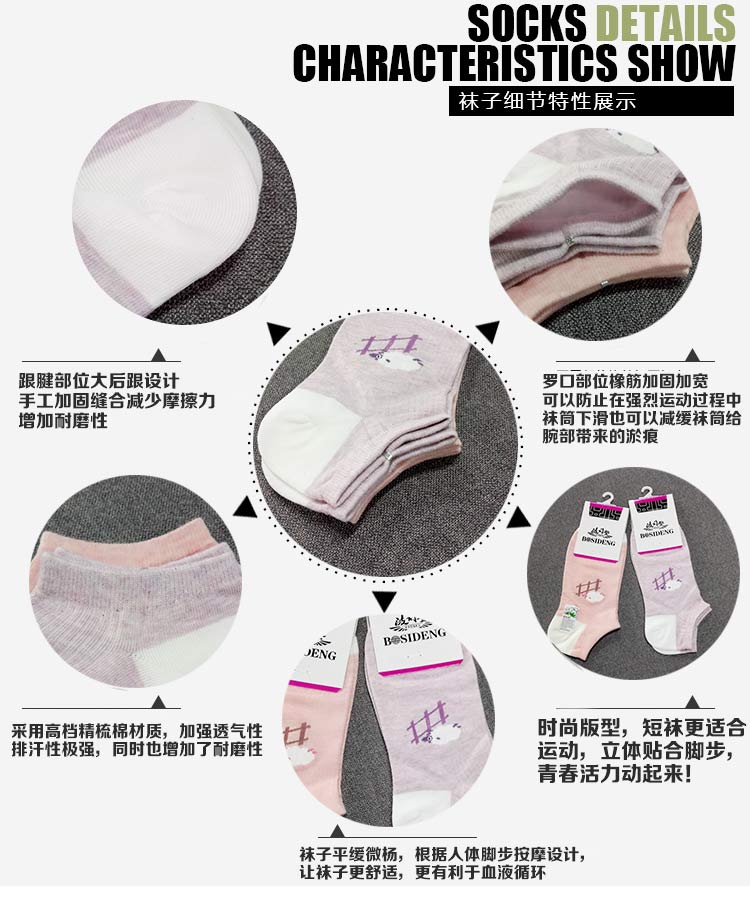 SOCKS DETAILS
CHARACTERISTICS SHOW
袜子细节特性展示
跟腱部位大后跟设计
手工加固缝合减少摩擦力
增加耐磨性
罗口部位橡筋加固加宽
可以防止在强烈运动过程中
袜筒下滑也可以减缓袜筒给
腕部带来的淤痕
BOSIDENG
BOSIDENG
采用高档精梳棉材质，加强透气性
排汗性极强，同时也增加了耐磨性
SIDENG
BOSIDENG
时尚版型，短袜更适合
运动，立体贴合脚步，
青春活力动起来！
袜子平缓微杨，根据人体脚步按摩设计，
让袜子更舒适，更有利于血液循环